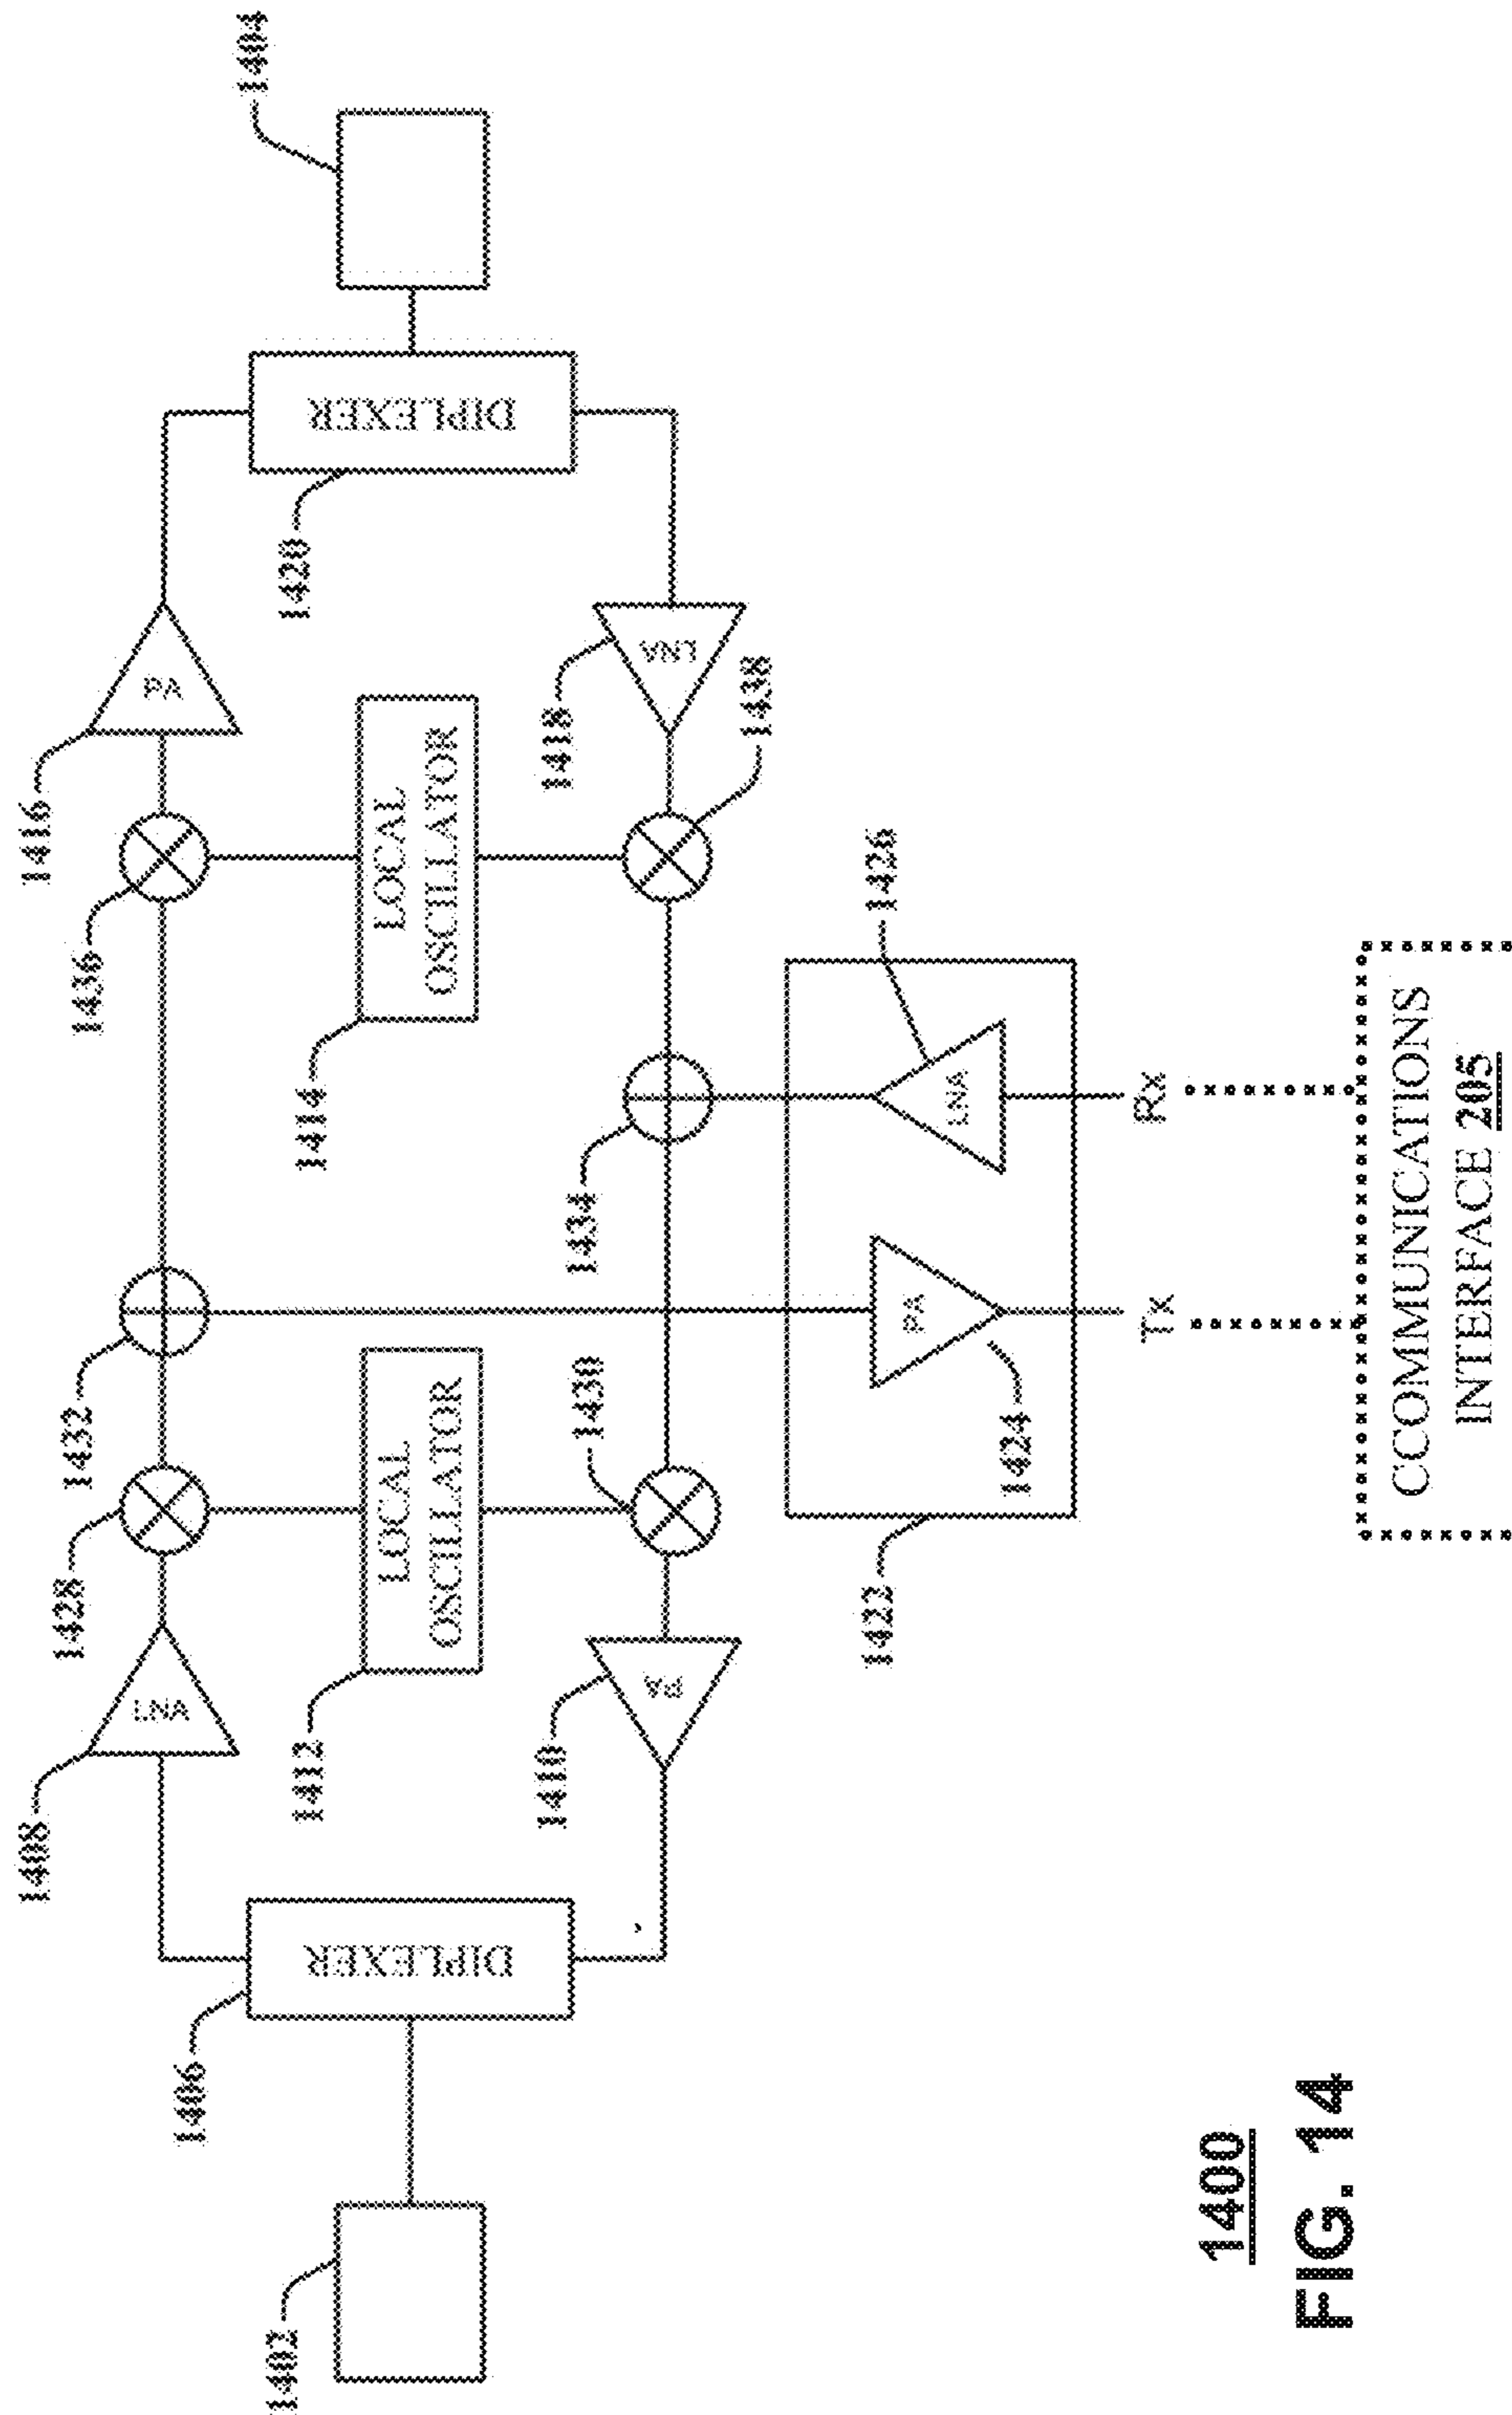 1404
1416
PA
DIPLEXER
1420
1436
LOCAL
OSCILLATOR
1414
1418
LNA
1438
1432
1434
1426
LNA
Rx
1428
LOCAL
OSCILLATOR
1412
1430
PA
1424
Tx
1422
CCOMMUNICATIONS
INTERFACE 205
1408
LNA
1410
PA
DIPLEXER
1406
1402
1400
FIG. 14